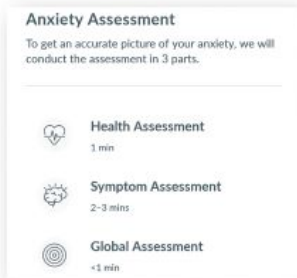 Anxiety Assessment
To get an accurate picture of your anxiety, we will
conduct the assessment in 3 parts.
Health Assessment
1 min
Symptom Assessment
2-3 mins
Global Assessment
<1 min